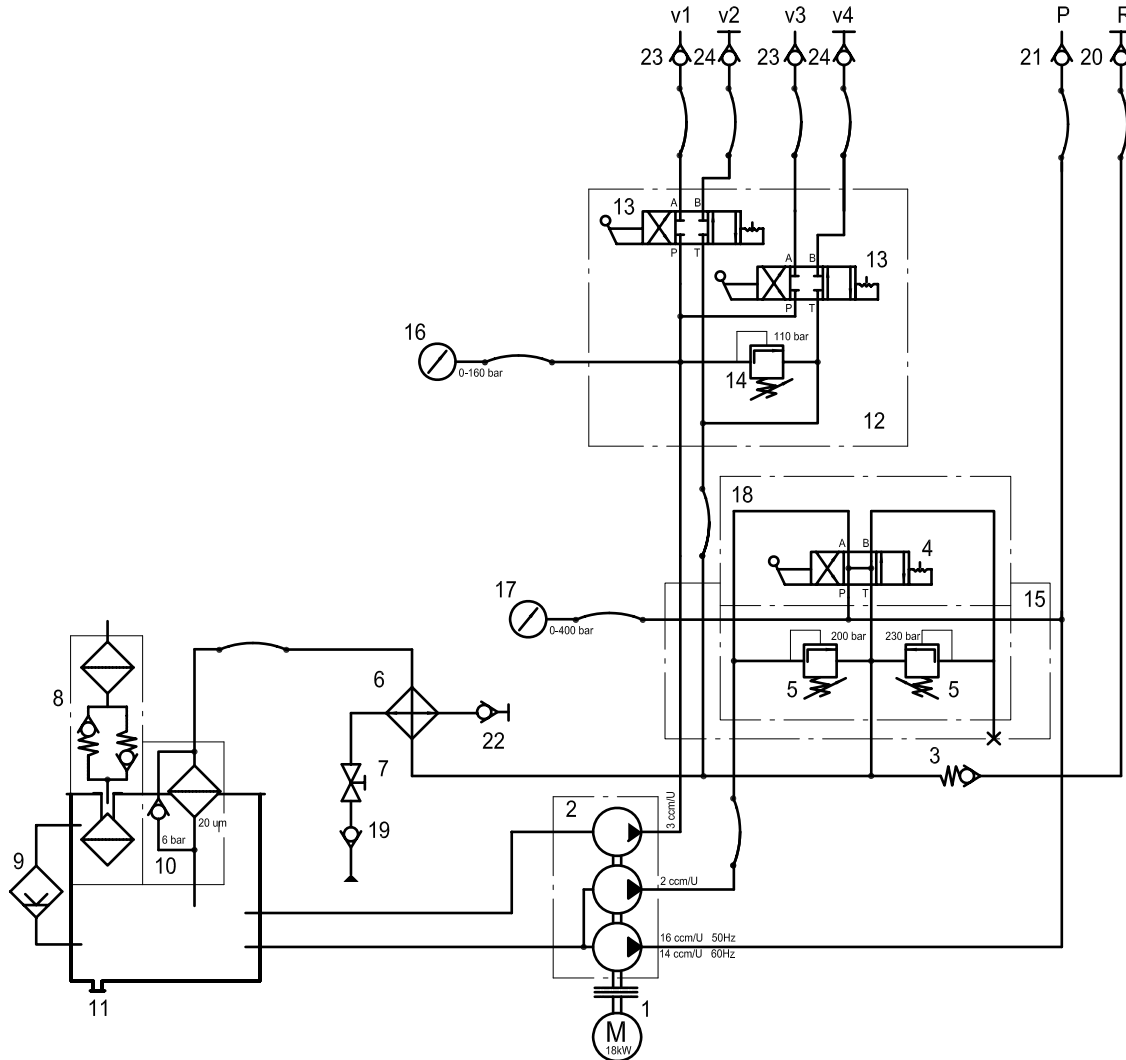 v1 v2 v3 v4 P R
23 24 23 24 21 20
13
A B
P T
13
A B
P T
16
0-160 bar
110 bar
14
12
18
A B
4
P T
17
0-400 bar
15
200 bar
230 bar
5
5
8
6
22
3
7
19
20 um
6 bar
10
9
11
2
3 ccm/U
2 ccm/U
16 ccm/U 50Hz
14 ccm/U 60Hz
1
M
18kW